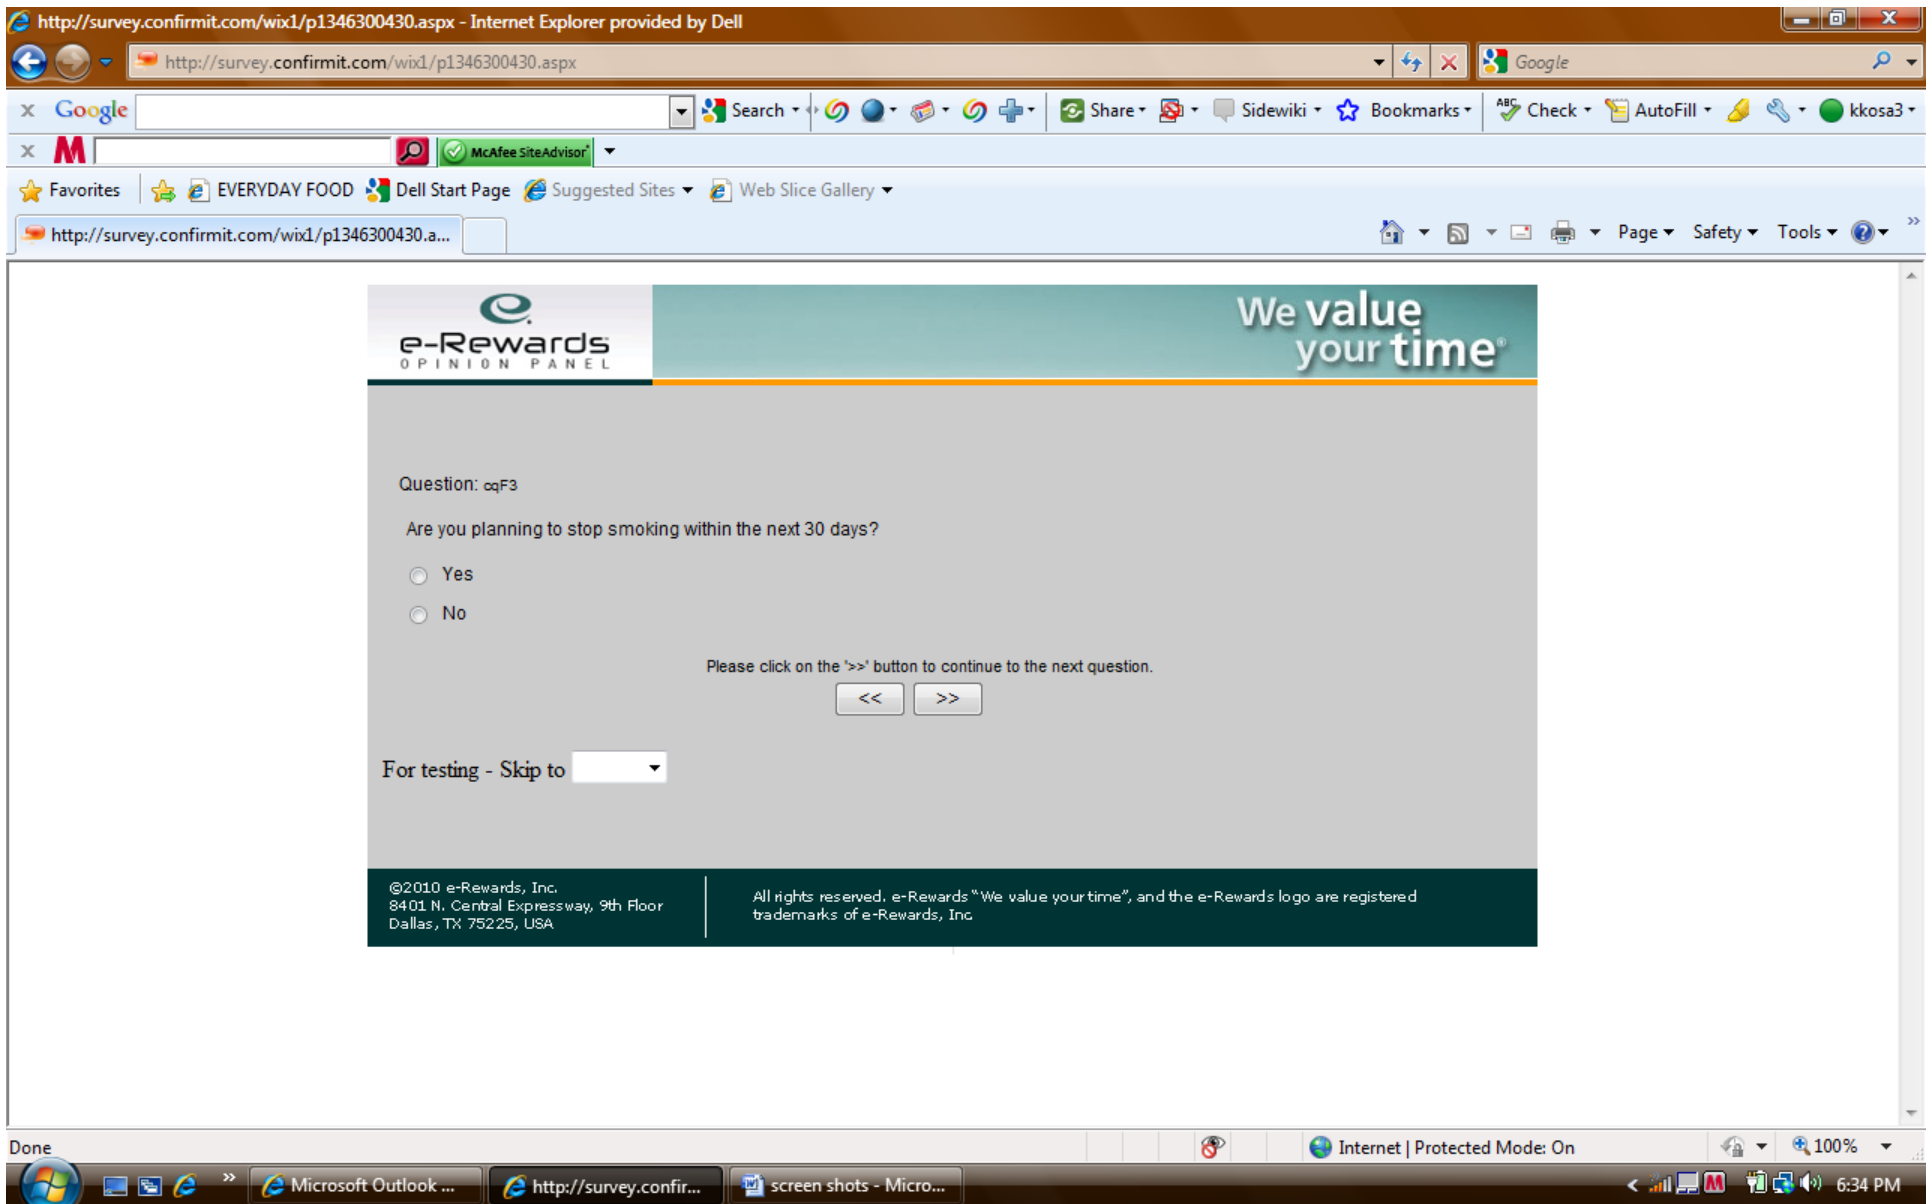 http://survey.confirmit.com/wix1/p1346300430.aspx - Internet Explorer provided by Dell
http://survey.confirmit.com/wix1/p1346300430.aspx
Google
x Google Search Share Sidewiki Bookmarks Check AutoFill kkosa3
x M McAfee SiteAdvisor
Favorites EVERYDAY FOOD Dell Start Page Suggested Sites Web Slice Gallery
http://survey.confirmit.com/wix1/p1346300430.a... Page Safety Tools
e-Rewards
OPINION PANEL
We value
your time®
Question: cqF3
Are you planning to stop smoking within the next 30 days?
Yes
No
Please click on the '>>' button to continue to the next question.
<< >>
For testing - Skip to
©2010 e-Rewards, Inc.
8401 N. Central Expressway, 9th Floor
Dallas, TX 75225, USA
All rights reserved. e-Rewards "We value your time", and the e-Rewards logo are registered
trademarks of e-Rewards, Inc
Done Internet | Protected Mode: On 100%
Microsoft Outlook ... http://survey.confir... screen shots - Micro... 6:34 PM